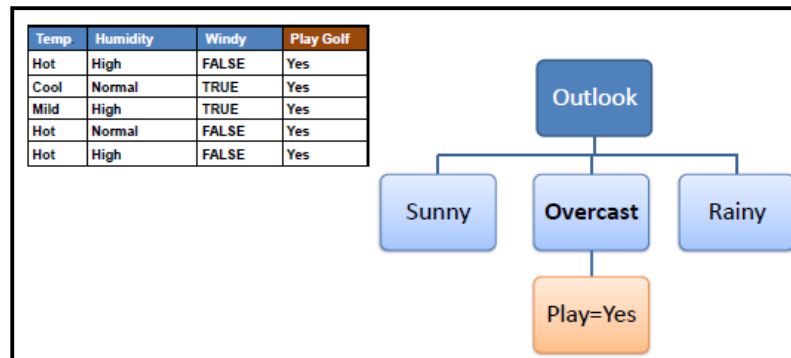 Temp Humidity Windy Play Golf
Hot High FALSE Yes
Cool Normal TRUE Yes
Mild High TRUE Yes
Hot Normal FALSE Yes
Hot High FALSE Yes
Outlook
Sunny Overcast Rainy
Play=Yes